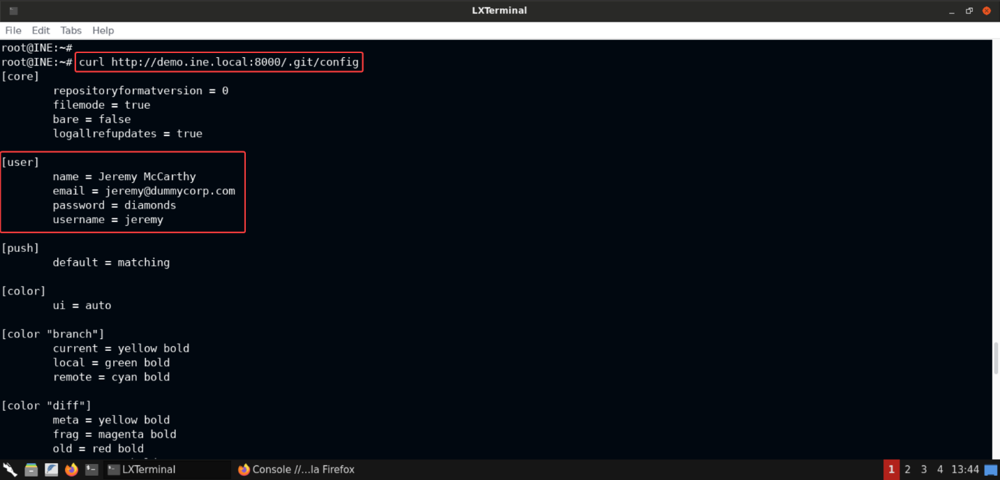 LXTerminal
File Edit Tabs Help
root@INE:~#
root@INE:~# curl http://demo.ine.local:8000/.git/config
[core]
        repositoryformatversion = 0
        filemode = true
        bare = false
        logallrefupdates = true
[user]
        name = Jeremy McCarthy
        email = jeremy@dummycorp.com
        password = diamonds
        username = jeremy
[push]
        default = matching
[color]
        ui = auto
[color "branch"]
        current = yellow bold
        local = green bold
        remote = cyan bold
[color "diff"]
        meta = yellow bold
        frag = magenta bold
        old = red bold
LXTerminal Console //...la Firefox 1 2 3 4 13:44